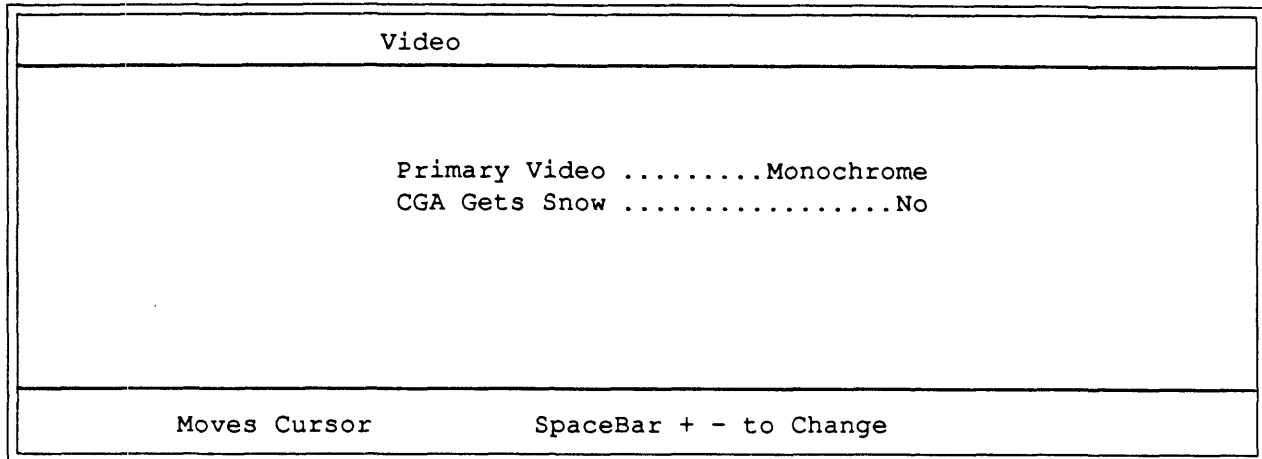 Video
Primary Video .........Monochrome
CGA Gets Snow .................No
Moves Cursor SpaceBar + - to Change